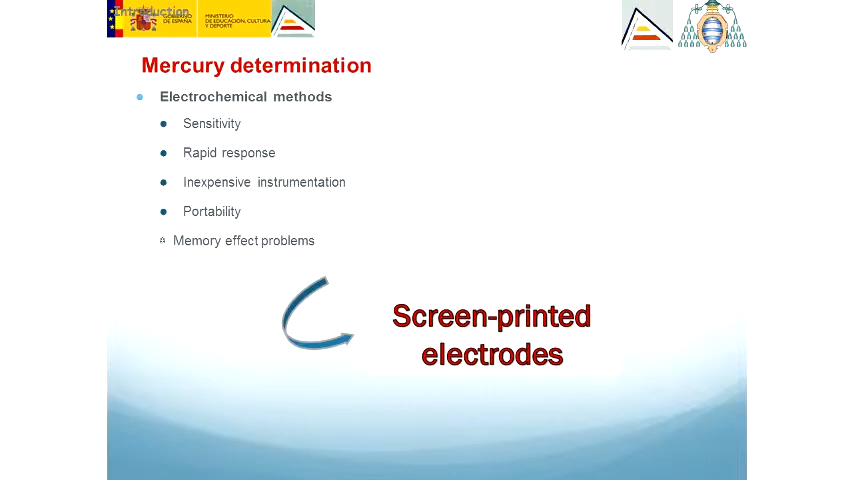 Introduction
GOBIERNO
DE ESPAÑA
MINISTERIO
DE EDUCACIÓN, CULTURA
Y DEPORTE
Mercury determination
Electrochemical methods
Sensitivity
Rapid response
Inexpensive instrumentation
Portability
Memory effect problems
Screen-printed
electrodes